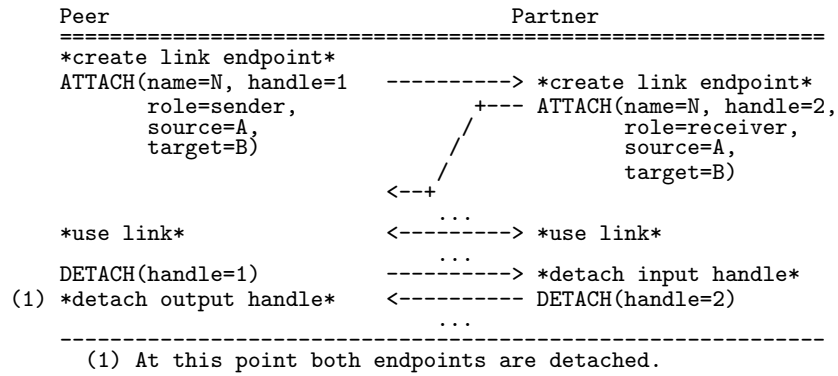 Peer                          Partner
=============================================================
*create link endpoint*
ATTACH(name=N, handle=1   ----------> *create link endpoint*
       role=sender,              +--- ATTACH(name=N, handle=2,
       source=A,                /            role=receiver,
       target=B)               /             source=A,
                              /              target=B)
                          <--+
                              ...
*use link*                <----------> *use link*
                              ...
DETACH(handle=1)          ----------> *detach input handle*
(1) *detach output handle*    <---------- DETACH(handle=2)
                              ...
-------------------------------------------------------------
(1) At this point both endpoints are detached.